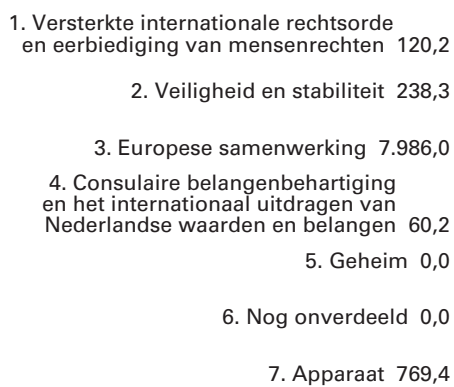 1. Versterkte internationale rechtsorde
en eerbiediging van mensenrechten 120,2
2. Veiligheid en stabiliteit 238,3
3. Europese samenwerking 7.986,0
4. Consulaire belangenbehartiging
en het internationaal uitdragen van
Nederlandse waarden en belangen 60,2
5. Geheim 0,0
6. Nog onverdeeld 0,0
7. Apparaat 769,4